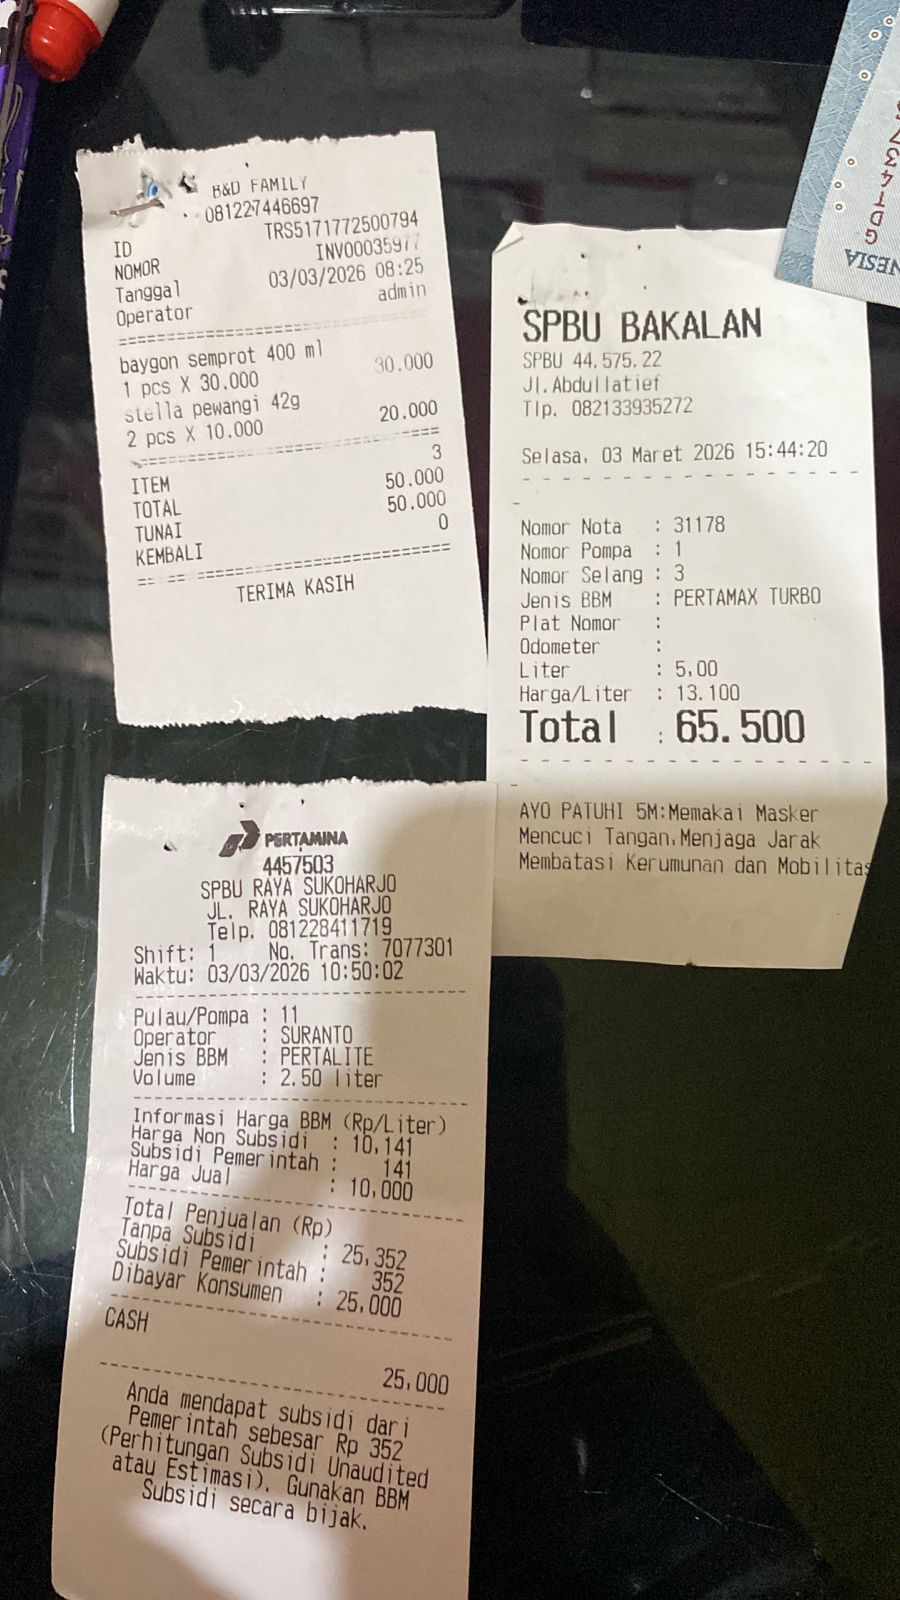 B&D FAMILY
081227446697
ID TRS5171772500794
NOMOR INV00035977
Tanggal 03/03/2026 08:25
Operator admin
================================
baygon semprot 400 ml
1 pcs X 30.000 30.000
stella pewangi 42g
2 pcs X 10.000 20.000
================================
ITEM 3
TOTAL 50.000
TUNAI 50.000
KEMBALI 0
================================
TERIMA KASIH
SPBU BAKALAN
SPBU 44.575.22
Jl.Abdullatief
Tlp. 082133935272
Selasa, 03 Maret 2026 15:44:20
Nomor Nota : 31178
Nomor Pompa : 1
Nomor Selang : 3
Jenis BBM : PERTAMAX TURBO
Plat Nomor :
Odometer :
Liter : 5,00
Harga/Liter : 13.100
Total : 65.500
AYO PATUHI 5M:Memakai Masker
Mencuci Tangan,Menjaga Jarak
Membatasi Kerumunan dan Mobilitas
PERTAMINA
4457503
SPBU RAYA SUKOHARJO
JL. RAYA SUKOHARJO
Telp. 081228411719
Shift: 1 No. Trans: 7077301
Waktu: 03/03/2026 10:50:02
Pulau/Pompa : 11
Operator : SURANTO
Jenis BBM : PERTALITE
Volume : 2.50 liter
Informasi Harga BBM (Rp/Liter)
Harga Non Subsidi : 10,141
Subsidi Pemerintah : 141
Harga Jual : 10,000
Total Penjualan (Rp)
Tanpa Subsidi : 25,352
Subsidi Pemerintah : 352
Dibayar Konsumen : 25,000
CASH
25,000
Anda mendapat subsidi dari
Pemerintah sebesar Rp 352
(Perhitungan Subsidi Unaudited
atau Estimasi). Gunakan BBM
Subsidi secara bijak.